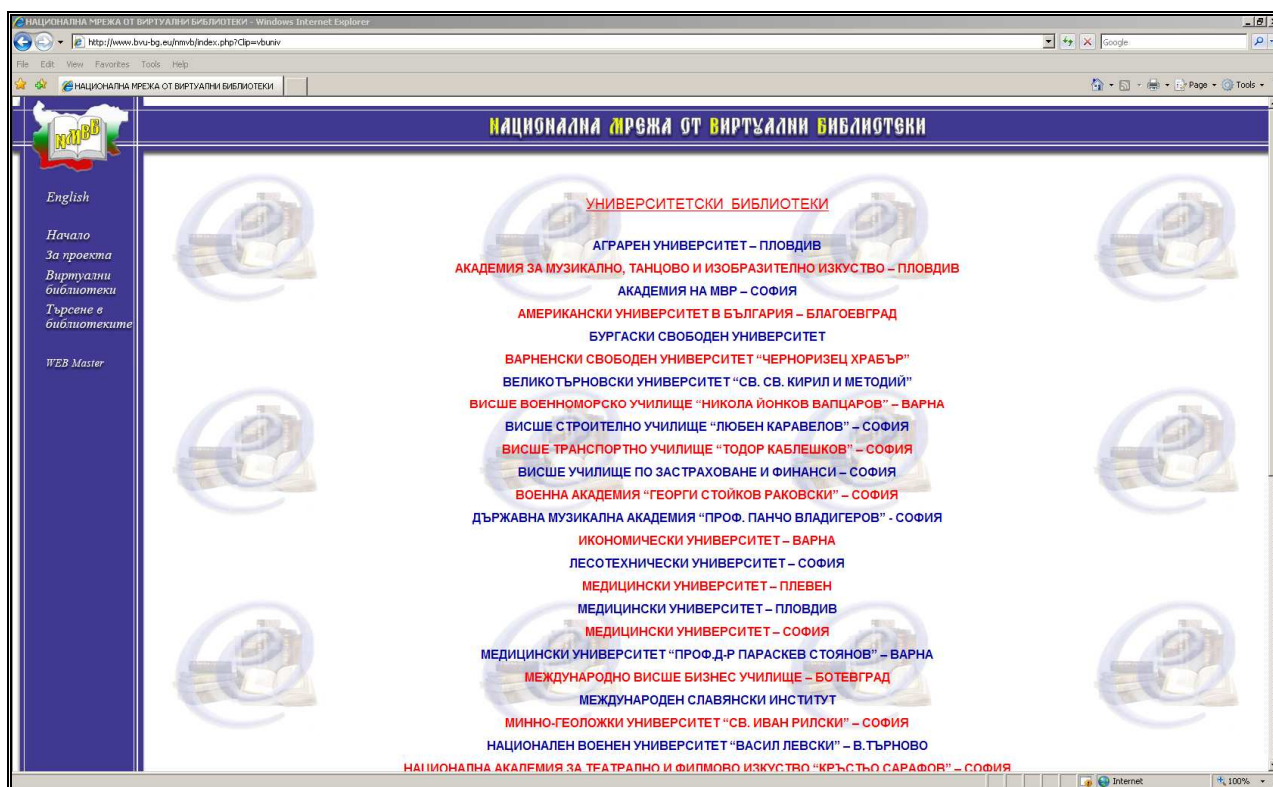 НАЦИОНАЛНА МРЕЖА ОТ ВИРТУАЛНИ БИБЛИОТЕКИ - Windows Internet Explorer
http://www.bvu-bg.eu/nmvb/index.php?Clip=vbuniv
Google
File Edit View Favorites Tools Help
НАЦИОНАЛНА МРЕЖА ОТ ВИРТУАЛНИ БИБЛИОТЕКИ
Page Tools
НМВБ
НАЦИОНАЛНА МРЕЖА ОТ ВИРТУАЛНИ БИБЛИОТЕКИ
English
Начало
За проекта
Виртуални
библиотеки
Търсене в
библиотеките
WEB Master
УНИВЕРСИТЕТСКИ БИБЛИОТЕКИ
АГРАРЕН УНИВЕРСИТЕТ – ПЛОВДИВ
АКАДЕМИЯ ЗА МУЗИКАЛНО, ТАНЦОВО И ИЗОБРАЗИТЕЛНО ИЗКУСТВО – ПЛОВДИВ
АКАДЕМИЯ НА МВР – СОФИЯ
АМЕРИКАНСКИ УНИВЕРСИТЕТ В БЪЛГАРИЯ – БЛАГОЕВГРАД
БУРГАСКИ СВОБОДЕН УНИВЕРСИТЕТ
ВАРНЕНСКИ СВОБОДЕН УНИВЕРСИТЕТ “ЧЕРНОРИЗЕЦ ХРАБЪР”
ВЕЛИКОТЪРНОВСКИ УНИВЕРСИТЕТ “СВ. СВ. КИРИЛ И МЕТОДИЙ”
ВИСШЕ ВОЕННОМОРСКО УЧИЛИЩЕ “НИКОЛА ЙОНКОВ ВАПЦАРОВ” – ВАРНА
ВИСШЕ СТРОИТЕЛНО УЧИЛИЩЕ “ЛЮБЕН КАРАВЕЛОВ” – СОФИЯ
ВИСШЕ ТРАНСПОРТНО УЧИЛИЩЕ “ТОДОР КАБЛЕШКОВ” – СОФИЯ
ВИСШЕ УЧИЛИЩЕ ПО ЗАСТРАХОВАНЕ И ФИНАНСИ – СОФИЯ
ВОЕННА АКАДЕМИЯ “ГЕОРГИ СТОЙКОВ РАКОВСКИ” – СОФИЯ
ДЪРЖАВНА МУЗИКАЛНА АКАДЕМИЯ “ПРОФ. ПАНЧО ВЛАДИГЕРОВ” - СОФИЯ
ИКОНОМИЧЕСКИ УНИВЕРСИТЕТ – ВАРНА
ЛЕСОТЕХНИЧЕСКИ УНИВЕРСИТЕТ – СОФИЯ
МЕДИЦИНСКИ УНИВЕРСИТЕТ – ПЛЕВЕН
МЕДИЦИНСКИ УНИВЕРСИТЕТ – ПЛОВДИВ
МЕДИЦИНСКИ УНИВЕРСИТЕТ – СОФИЯ
МЕДИЦИНСКИ УНИВЕРСИТЕТ “ПРОФ.Д-Р ПАРАСКЕВ СТОЯНОВ” – ВАРНА
МЕЖДУНАРОДНО ВИСШЕ БИЗНЕС УЧИЛИЩЕ – БОТЕВГРАД
МЕЖДУНАРОДЕН СЛАВЯНСКИ ИНСТИТУТ
МИННО-ГЕОЛОЖКИ УНИВЕРСИТЕТ “СВ. ИВАН РИЛСКИ” – СОФИЯ
НАЦИОНАЛЕН ВОЕНЕН УНИВЕРСИТЕТ “ВАСИЛ ЛЕВСКИ” – В.ТЪРНОВО
НАЦИОНАЛНА АКАДЕМИЯ ЗА ТЕАТРАЛНО И ФИЛМОВО ИЗКУСТВО “КРЪСТЬО САРАФОВ” – СОФИЯ
Internet
100%